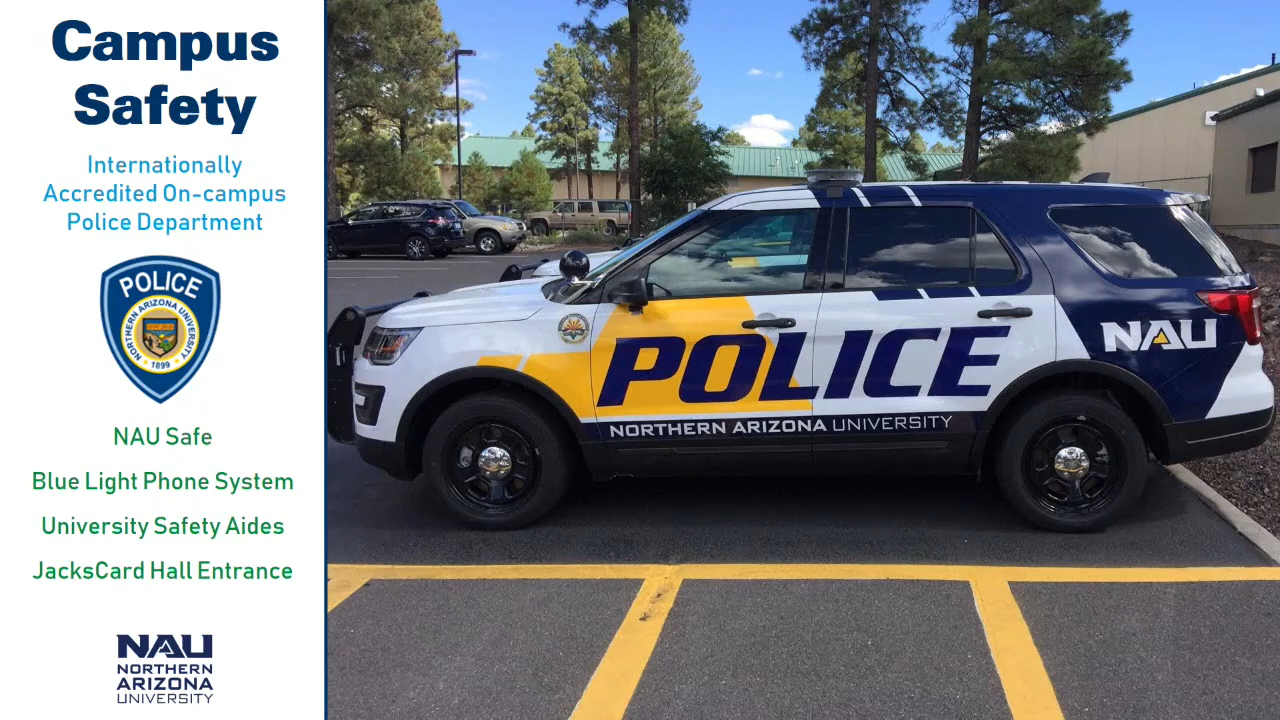 Campus
Safety
Internationally
Accredited On-campus
Police Department
POLICE
NORTHERN ARIZONA UNIVERSITY
1899
NAU Safe
Blue Light Phone System
University Safety Aides
JacksCard Hall Entrance
NAU
NORTHERN
ARIZONA
UNIVERSITY
POLICE
NORTHERN ARIZONA UNIVERSITY
NAU